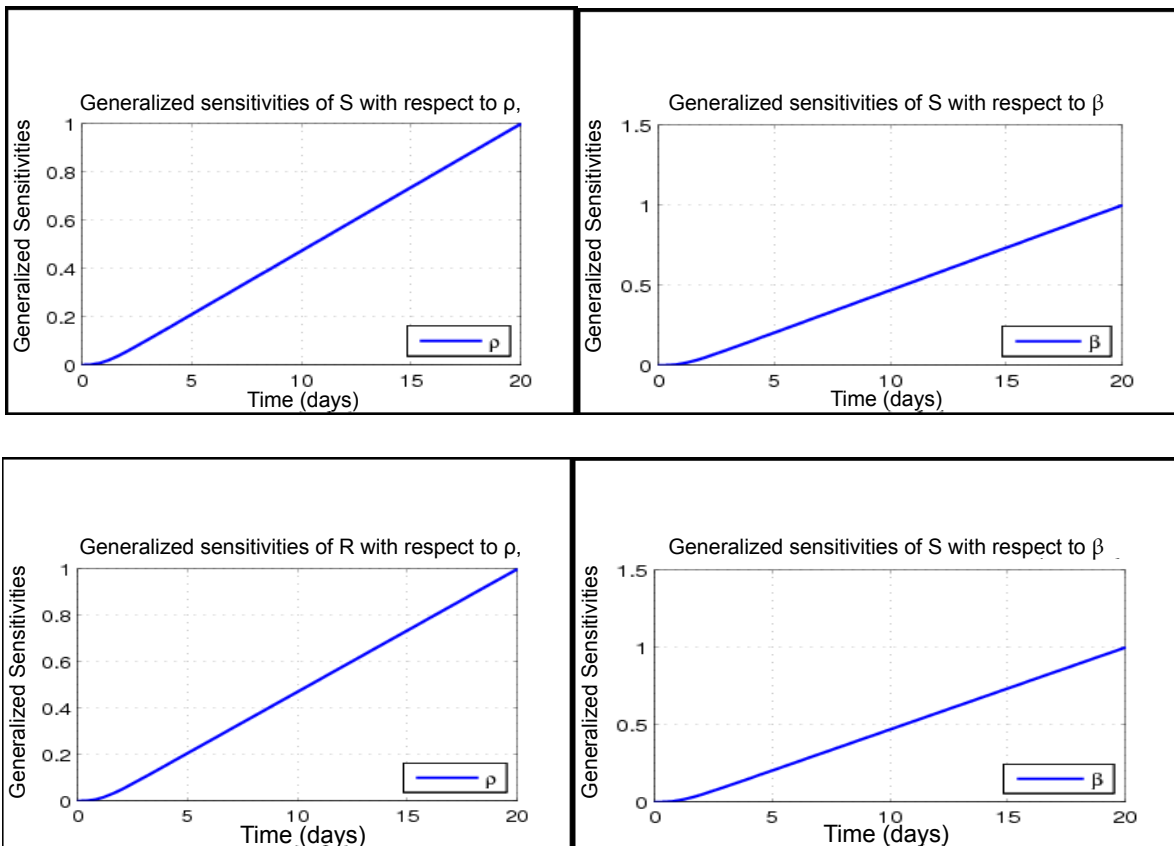 Generalized sensitivities of S with respect to ρ,
Generalized Sensitivities
1
0.8
0.6
0.4
0.2
0
0 5 10 15 20
ρ
Time (days)
Generalized sensitivities of S with respect to β
Generalized Sensitivities
1.5
1
0.5
0
0 5 10 15 20
β
Time (days)
Generalized sensitivities of R with respect to ρ,
Generalized Sensitivities
1
0.8
0.6
0.4
0.2
0
0 5 10 15 20
ρ
Time (days)
Generalized sensitivities of S with respect to β
Generalized Sensitivities
1.5
1
0.5
0
0 5 10 15 20
β
Time (days)